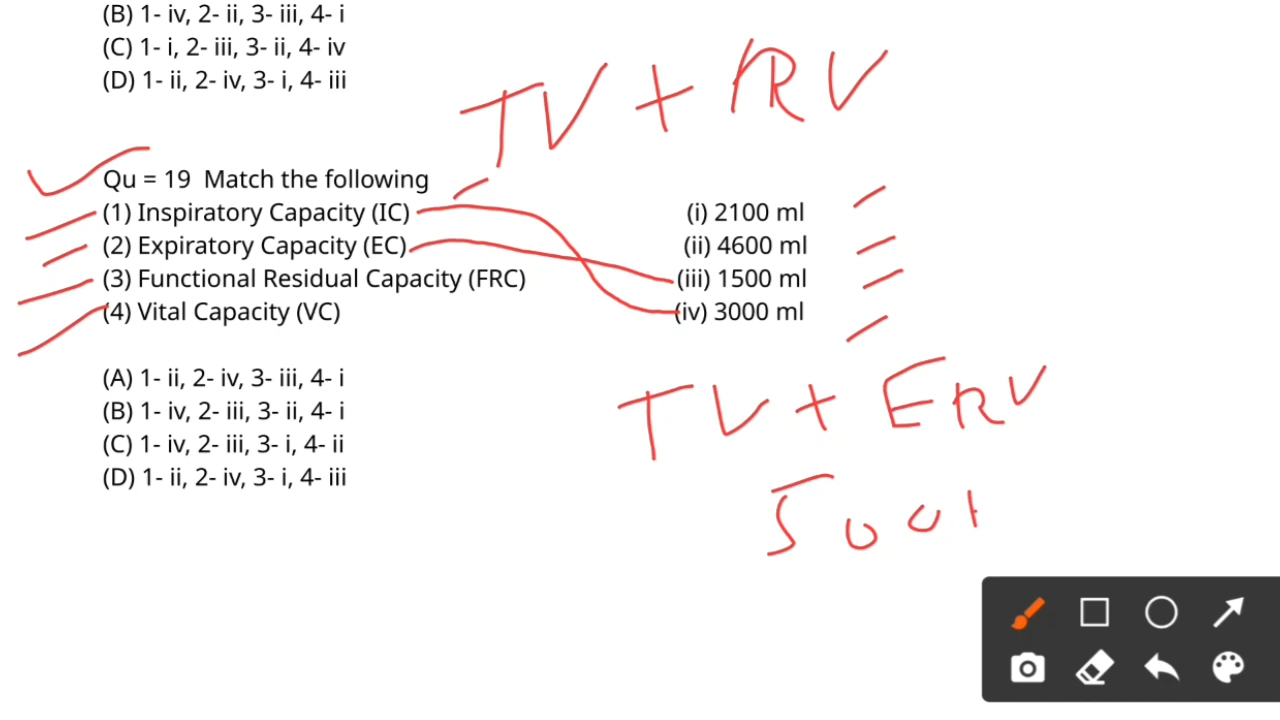 (B) 1- iv, 2- ii, 3- iii, 4- i
(C) 1- i, 2- iii, 3- ii, 4- iv
(D) 1- ii, 2- iv, 3- i, 4- iii
TV + IRV
Qu = 19 Match the following
(1) Inspiratory Capacity (IC) (i) 2100 ml
(2) Expiratory Capacity (EC) (ii) 4600 ml
(3) Functional Residual Capacity (FRC) (iii) 1500 ml
(4) Vital Capacity (VC) (iv) 3000 ml
(A) 1- ii, 2- iv, 3- iii, 4- i
(B) 1- iv, 2- iii, 3- ii, 4- i
(C) 1- iv, 2- iii, 3- i, 4- ii
(D) 1- ii, 2- iv, 3- i, 4- iii
TV + ERV
500